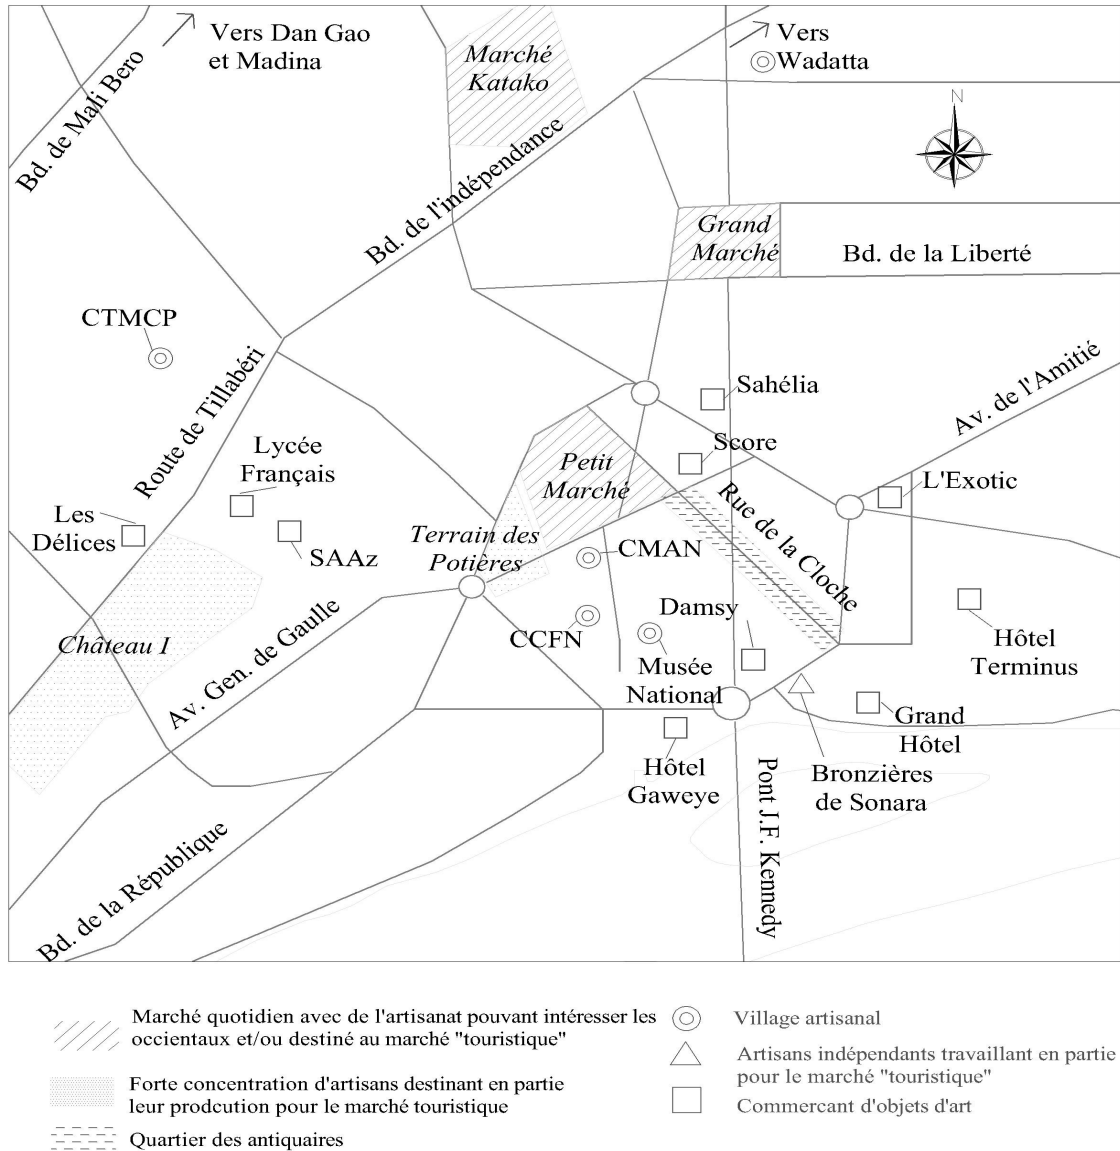 Vers Dan Gao
et Madina
Vers
Wadatta
Marché
Katako
Bd. de Mali Bero
Bd. de l'indépendance
N
Grand
Marché
Bd. de la Liberté
CTMCP
Route de Tillabéri
Sahélia
Av. de l'Amitié
Lycée
Français
Score
Petit
Marché
L'Exotic
Les
Délices
SAAz
Rue de la Cloche
Terrain des
Potières
CMAN
Damsy
Château I
Av. Gen. de Gaulle
CCFN
Musée
National
Hôtel
Terminus
Grand
Hôtel
Hôtel
Gaweye
Pont J.F. Kennedy
Bronzières
de Sonara
Bd. de la République
Marché quotidien avec de l'artisanat pouvant intéresser les
occientaux et/ou destiné au marché "touristique"
Forte concentration d'artisans destinant en partie
leur prodcution pour le marché touristique
Quartier des antiquaires
Village artisanal
Artisans indépendants travaillant en partie
pour le marché "touristique"
Commercant d'objets d'art